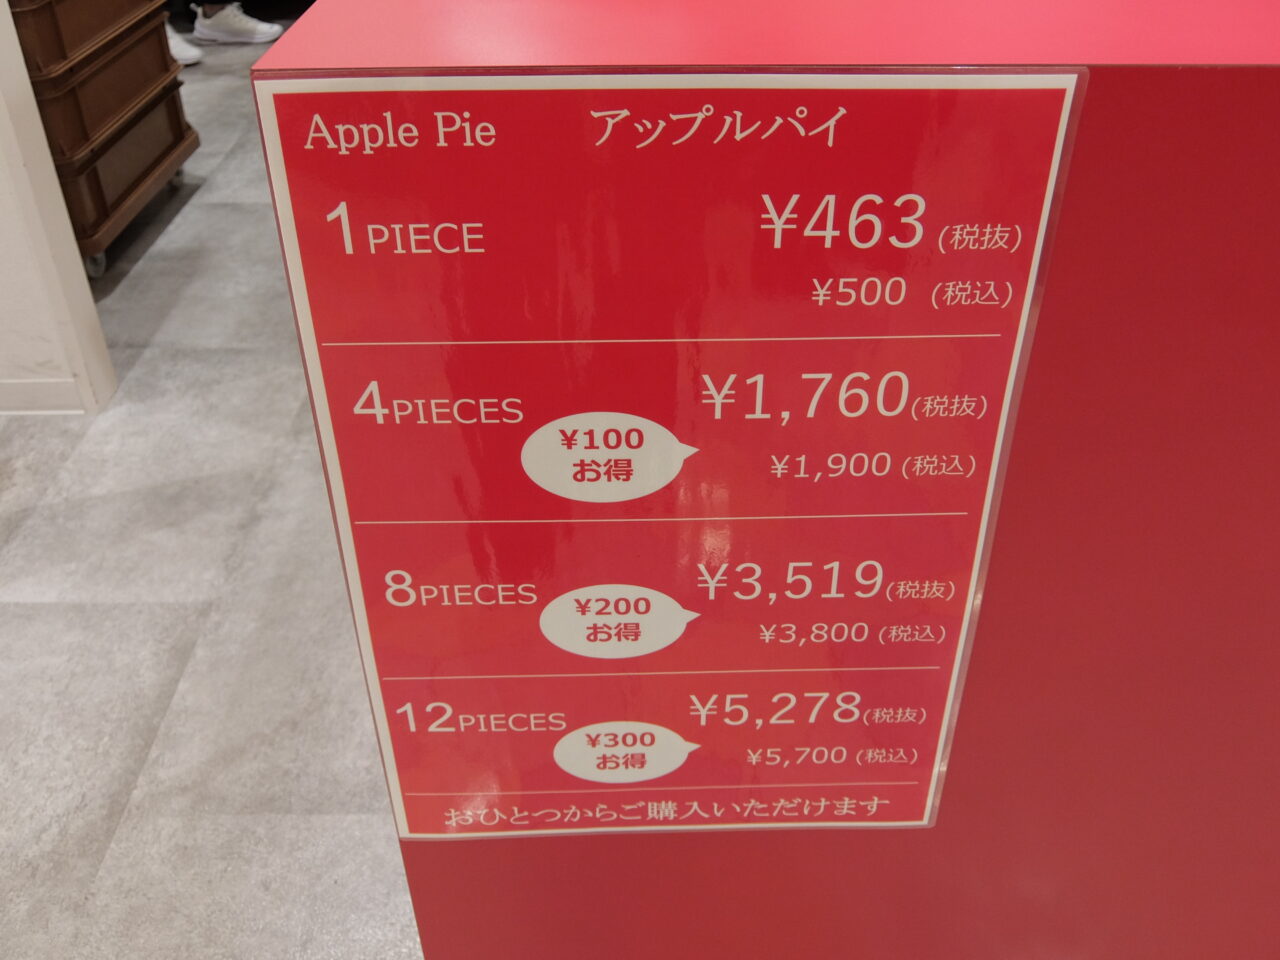 Apple Pie アップルパイ
1PIECE ¥463 (税抜)
¥500 (税込)
4PIECES ¥1,760 (税抜)
¥100
お得
¥1,900 (税込)
8PIECES ¥3,519 (税抜)
¥200
お得
¥3,800 (税込)
12PIECES ¥5,278 (税抜)
¥300
お得
¥5,700 (税込)
おひとつからご購入いただけます